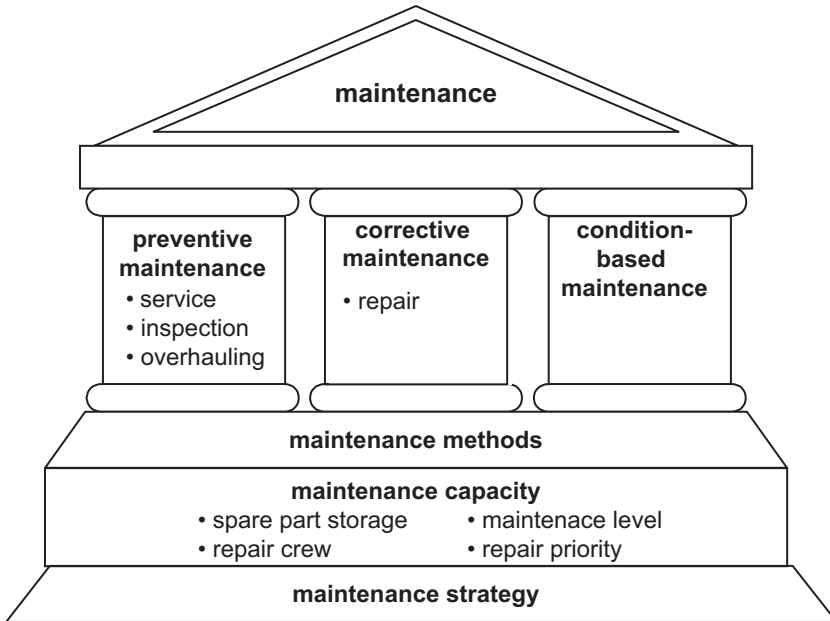 maintenance
preventive
maintenance
• service
• inspection
• overhauling
corrective
maintenance
• repair
condition-
based
maintenance
maintenance methods
maintenance capacity
• spare part storage
• repair crew
• maintenace level
• repair priority
maintenance strategy